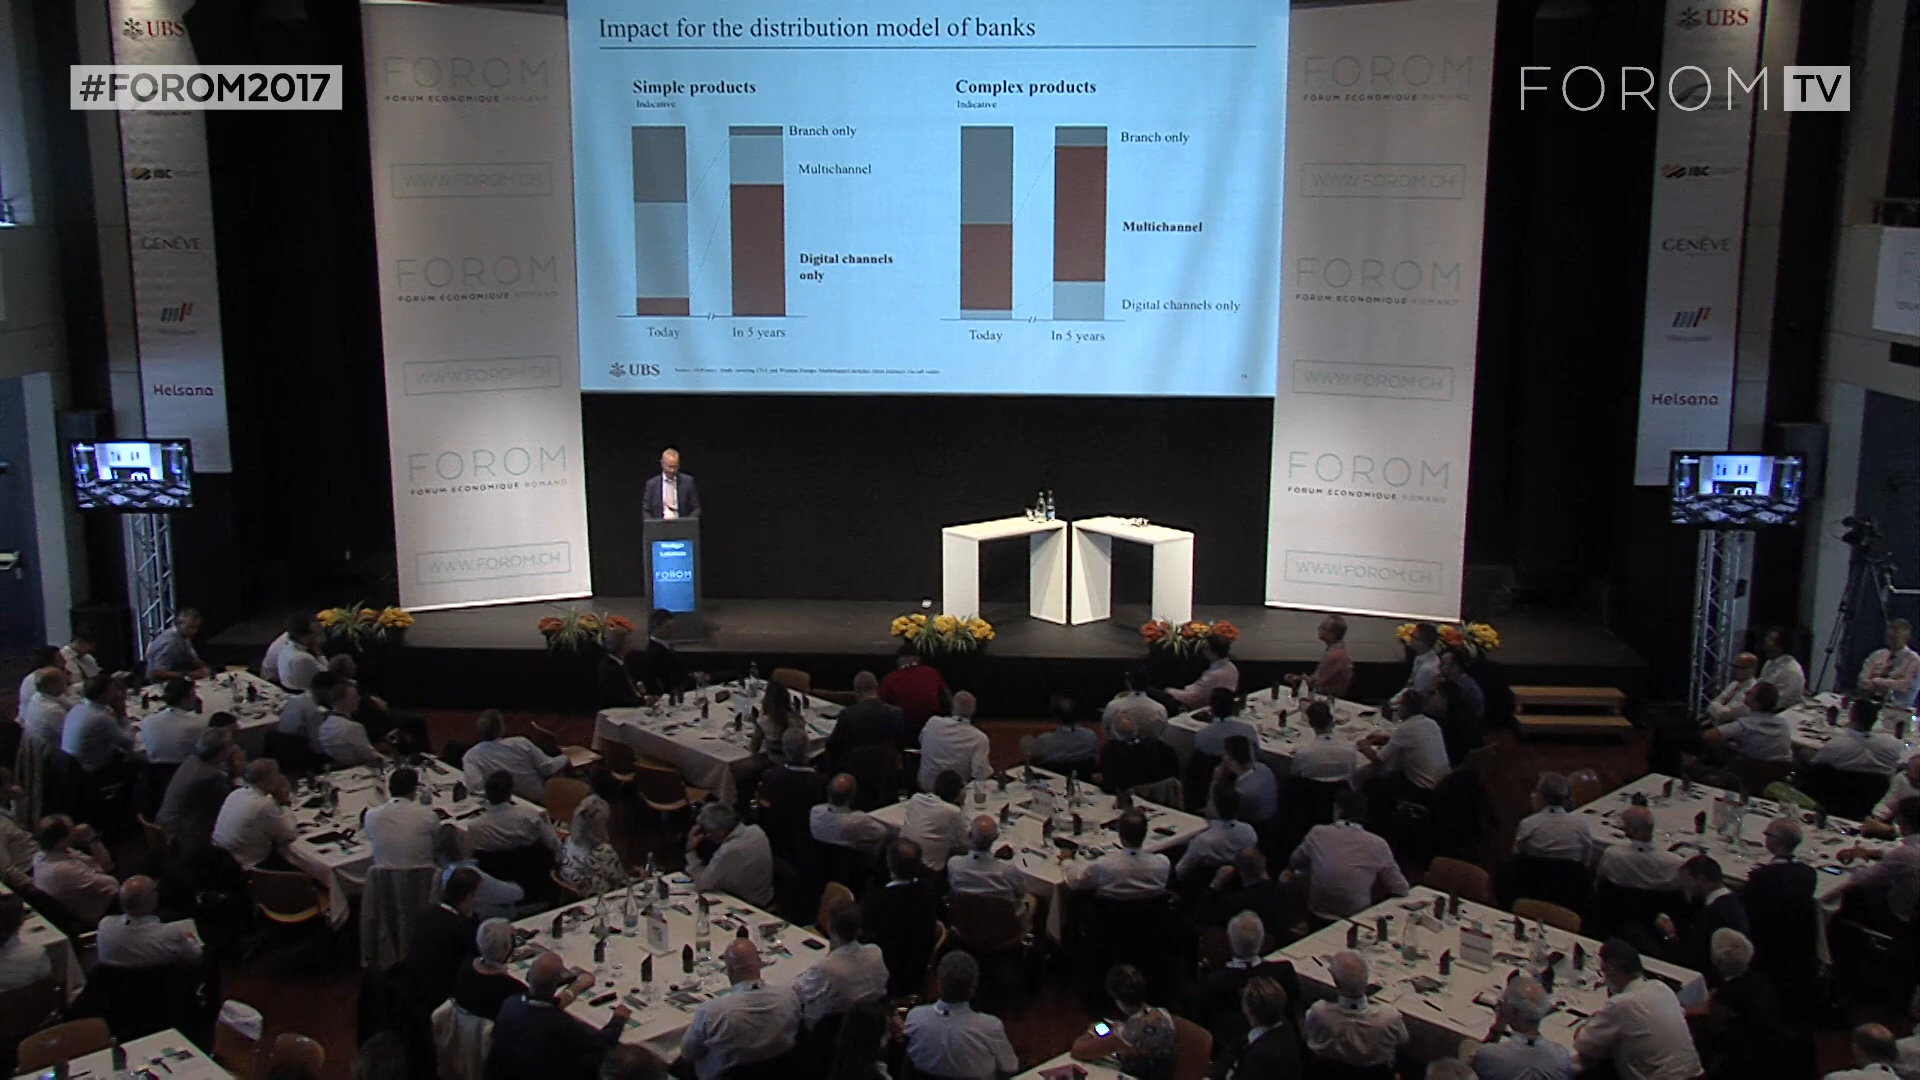 #FOROM2017
FOROM TV
Impact for the distribution model of banks
Simple products
Indicative
Branch only
Multichannel
Digital channels
only
Today
In 5 years
Complex products
Indicative
Branch only
Multichannel
Digital channels only
Today
In 5 years
UBS
UBS
IBC
GENÈVE
Helsana
FOROM
FORUM ECONOMIQUE ROMAND
WWW.FOROM.CH
FOROM
FORUM ECONOMIQUE ROMAND
WWW.FOROM.CH
FOROM
FORUM ECONOMIQUE ROMAND
WWW.FOROM.CH
FOROM
FOROM
FORUM ECONOMIQUE ROMAND
WWW.FOROM.CH
FOROM
FORUM ECONOMIQUE ROMAND
WWW.FOROM.CH
FOROM
FORUM ECONOMIQUE ROMAND
WWW.FOROM.CH
UBS
IBC
GENÈVE
Helsana